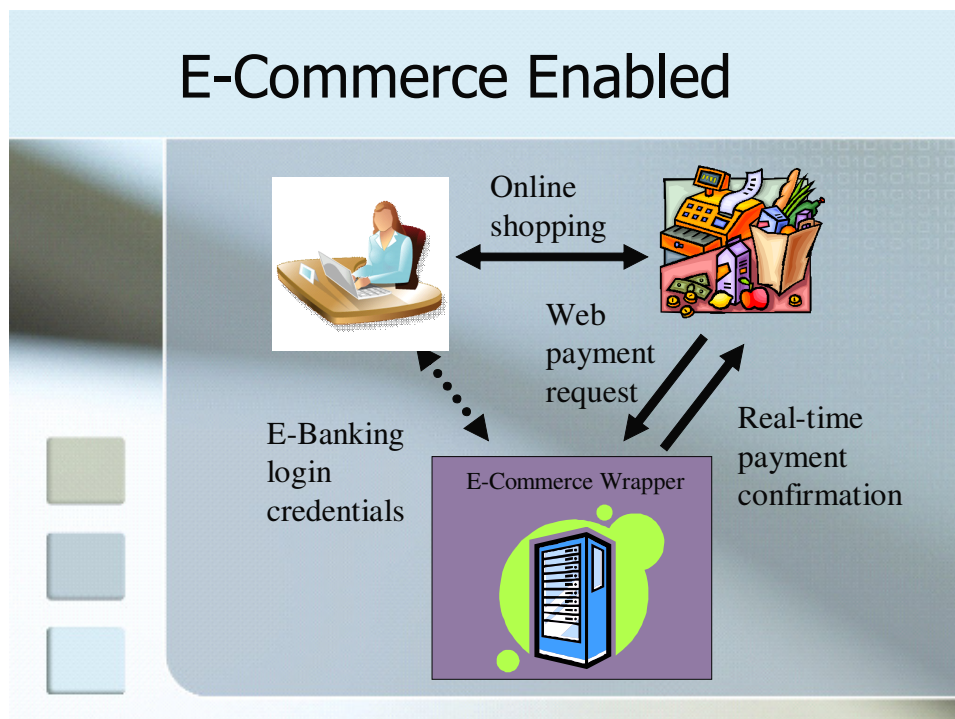 E-Commerce Enabled
Online
shopping
Web
payment
request
Real-time
payment
confirmation
E-Banking
login
credentials
E-Commerce Wrapper